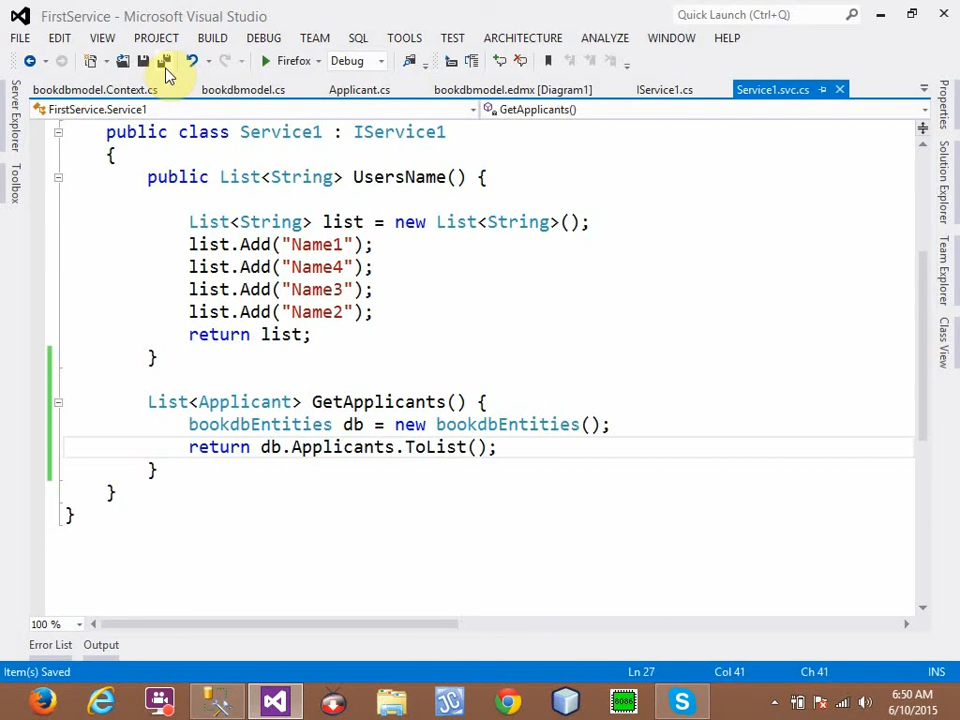 FirstService - Microsoft Visual Studio
Quick Launch (Ctrl+Q)
FILE EDIT VIEW PROJECT BUILD DEBUG TEAM SQL TOOLS TEST ARCHITECTURE ANALYZE WINDOW HELP
Firefox Debug
bookdbmodel.Context.cs bookdbmodel.cs Applicant.cs bookdbmodel.edmx [Diagram1] IService1.cs Service1.svc.cs
FirstService.Service1 GetApplicants()
public class Service1 : IService1
{
public List<String> UsersName() {
List<String> list = new List<String>();
list.Add("Name1");
list.Add("Name4");
list.Add("Name3");
list.Add("Name2");
return list;
}
List<Applicant> GetApplicants() {
bookdbEntities db = new bookdbEntities();
return db.Applicants.ToList();
}
}
}
Server Explorer
Toolbox
Properties
Solution Explorer
Team Explorer
Class View
100 %
Error List Output
Item(s) Saved Ln 27 Col 41 Ch 41 INS
8086
6:50 AM
6/10/2015